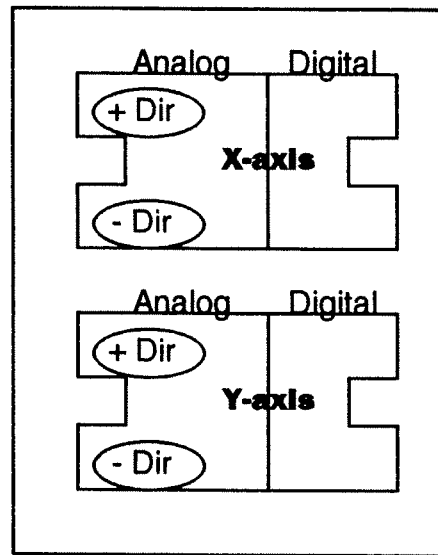 Analog Digital
+ Dir
X-axis
- Dir
Analog Digital
+ Dir
Y-axis
- Dir